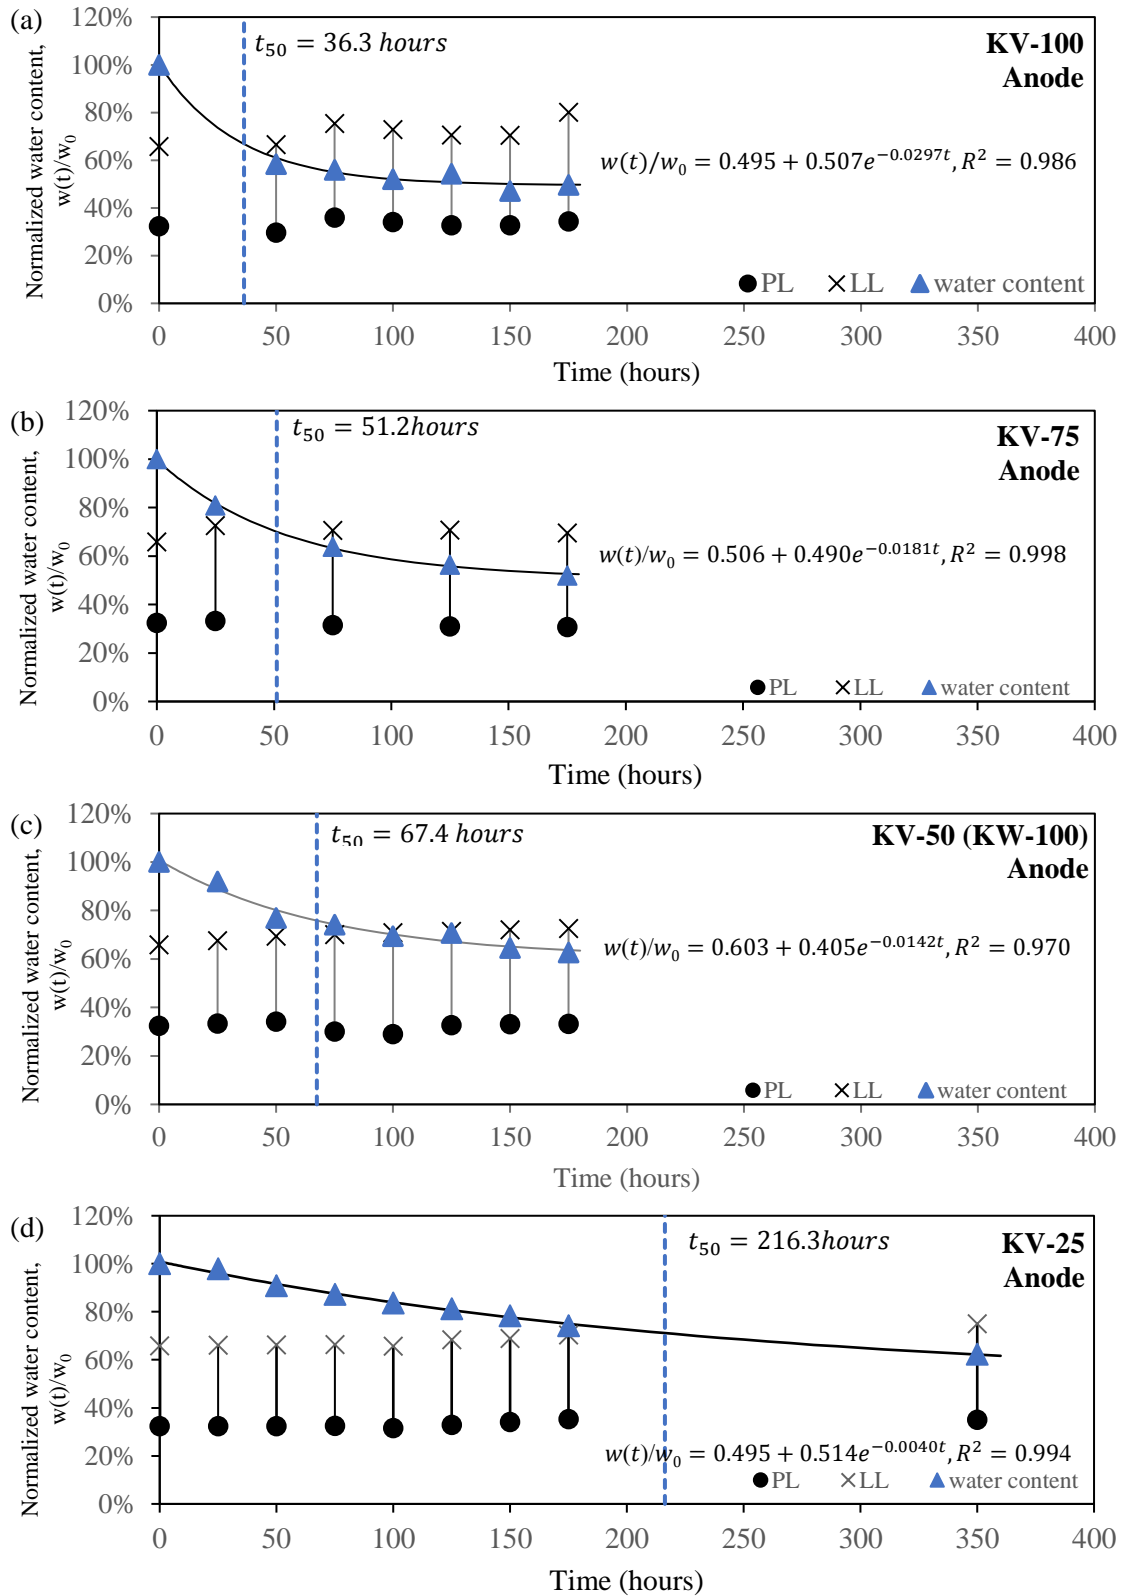 (a)
120%
100%
80%
60%
40%
20%
0%
Normalized water content,
w(t)/w₀
t₅₀ = 36.3 hours
KV-100
Anode
w(t)/w₀ = 0.495 + 0.507e^{-0.0297t}, R² = 0.986
PL LL water content
0 50 100 150 200 250 300 350 400
Time (hours)
(b)
120%
100%
80%
60%
40%
20%
0%
Normalized water content,
w(t)/w₀
t₅₀ = 51.2hours
KV-75
Anode
w(t)/w₀ = 0.506 + 0.490e^{-0.0181t}, R² = 0.998
PL LL water content
0 50 100 150 200 250 300 350 400
Time (hours)
(c)
120%
100%
80%
60%
40%
20%
0%
Normalized water content,
w(t)/w₀
t₅₀ = 67.4 hours
KV-50 (KW-100)
Anode
w(t)/w₀ = 0.603 + 0.405e^{-0.0142t}, R² = 0.970
PL LL water content
0 50 100 150 200 250 300 350 400
Time (hours)
(d)
120%
100%
80%
60%
40%
20%
0%
Normalized water content,
w(t)/w₀
t₅₀ = 216.3hours
KV-25
Anode
w(t)/w₀ = 0.495 + 0.514e^{-0.0040t}, R² = 0.994
PL LL water content
0 50 100 150 200 250 300 350 400
Time (hours)